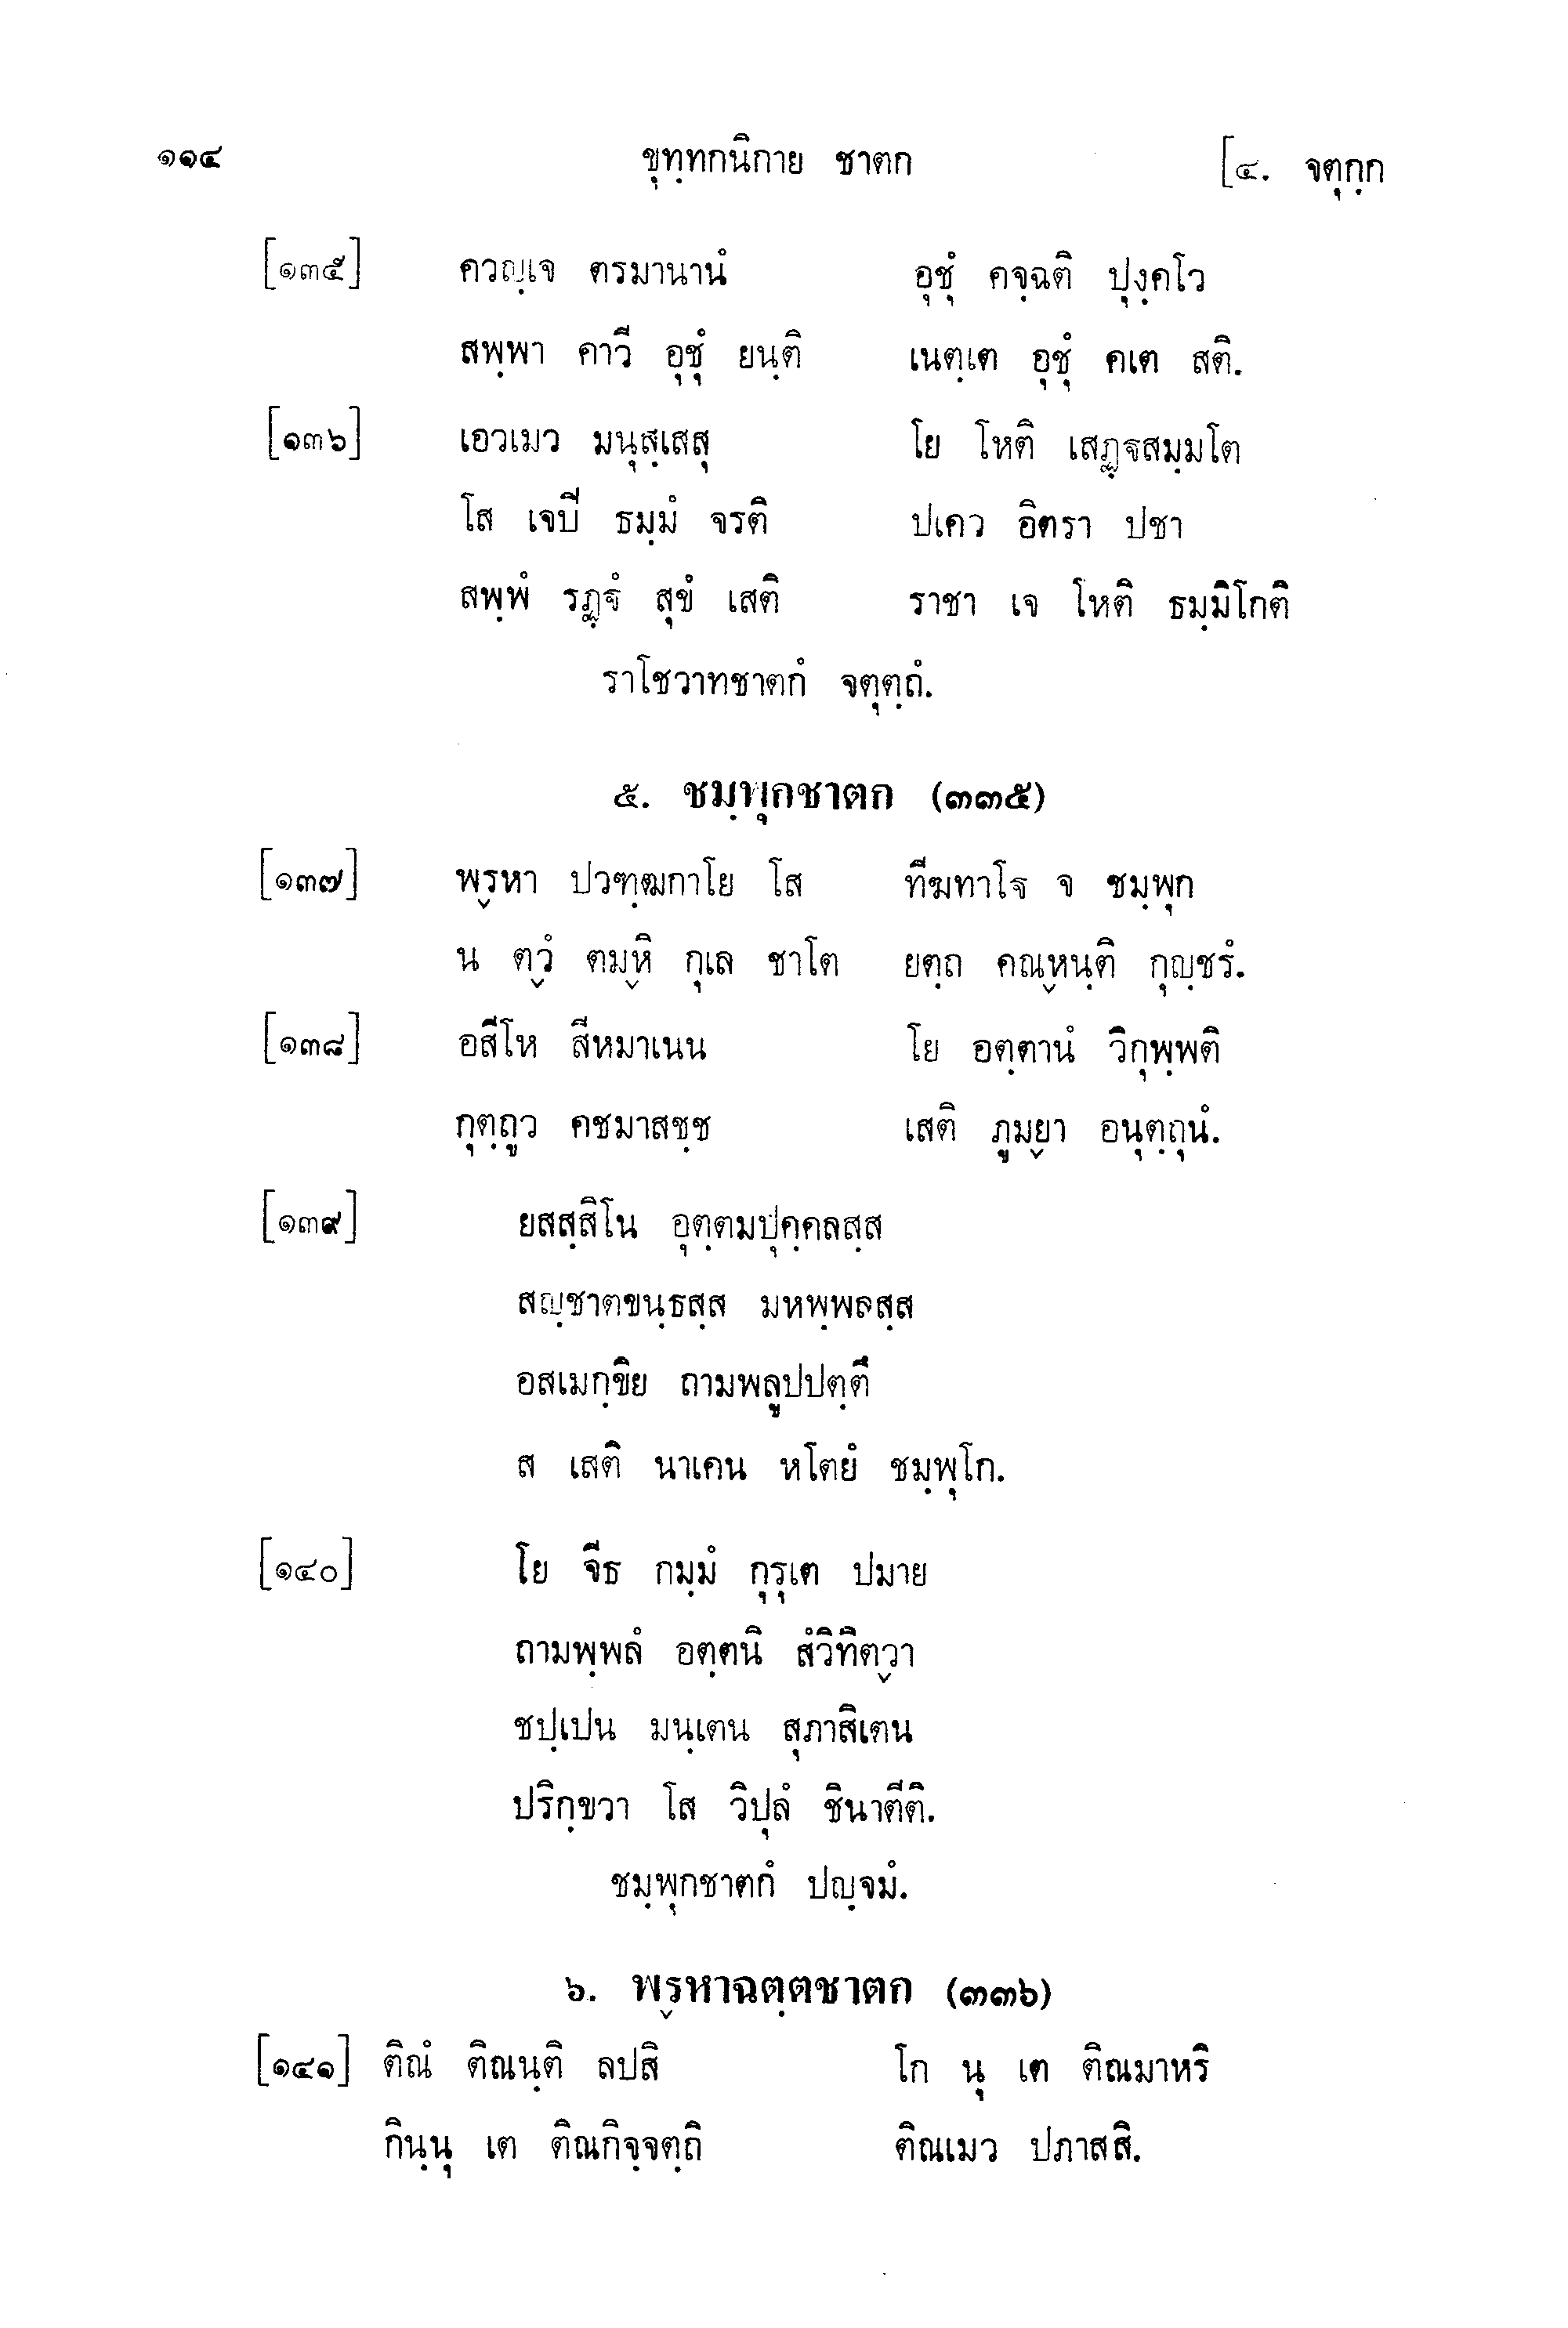 ๑๑๔ ขุทฺทกนิกาย ชาตก [๔. จตุกฺก
[๑๓๕] ควญฺเจ ตรมานานํ อุชุํ คจฺฉติ ปุงฺคโว
สพฺพา คาวี อุชุํ ยนฺติ เนตฺเต อุชุํ คเต สติ.
[๑๓๖] เอวเมว มนุสฺเสสุ โย โหติ เสฏฺฐสมฺมโต
โส เจปี ธมฺมํ จรติ ปเคว อิตรา ปชา
สพฺพํ รฏฺฐํ สุขํ เสติ ราชา เจ โหติ ธมฺมิโกติ
ราโชวาทชาตกํ จตุตฺถํ.
๕. ชมฺพุกชาตก (๓๓๕)
[๑๓๗] พฺรหา ปวฑฺฒกาโย โส ทีฆทาโฐ จ ชมฺพุก
น ตฺวํ ตมฺหิ กุเล ชาโต ยตฺถ คณฺหนฺติ กุญฺชรํ.
[๑๓๘] อสีโห สีหมาเนน โย อตฺตานํ วิกุพฺพติ
กุตฺถูว คชมาสชฺช เสติ ภูมฺยา อนุตฺถุนํ.
[๑๓๙] ยสสฺสิโน อุตฺตมปุคฺคลสฺส
สญฺชาตขนฺธสฺส มหพฺพลสฺส
อสเมกฺขิย ถามพลูปปตฺตึ
ส เสติ นาเคน หโตยํ ชมฺพุโก.
[๑๔๐] โย จีธ กมฺมํ กุรุเต ปมาย
ถามพฺพลํ อตฺตนิ สํวิทิตฺวา
ชปฺเปน มนฺเตน สุภาสิเตน
ปริกฺขวา โส วิปุลํ ชินาตีติ.
ชมฺพุกชาตกํ ปญฺจมํ.
๖. พฺรหาฉตฺตชาตก (๓๓๖)
[๑๔๑] ติณํ ติณนฺติ ลปสิ โก นุ เต ติณมาหริ
กินฺนุ เต ติณกิจฺจตฺถิ ติณเมว ปภาสสิ.